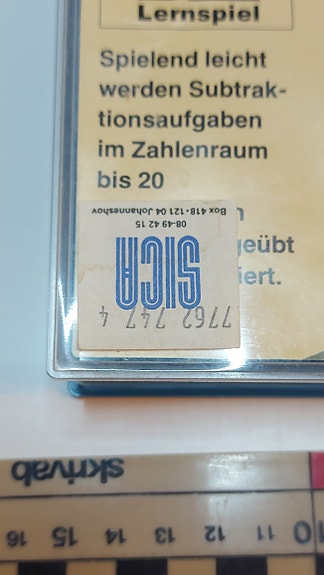 Lernspiel
Spielend leicht
werden Subtrak-
tionsaufgaben
im Zahlenraum
bis 20
geübt
7762 747 4
SICA
08-49 42 15
Box 418 · 121 04 Johanneshov
10 11 12 13 14 15 16
skrivab